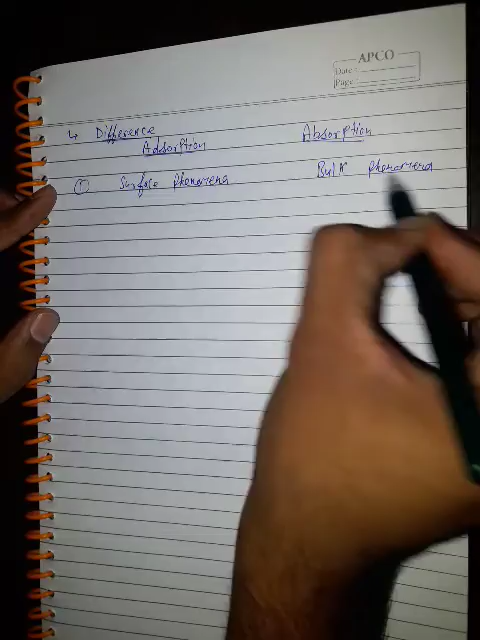 APCO
Date :
Page :
↳ Difference
Adsorption Absorption
① Surface Phenomena Bulk Phenomena